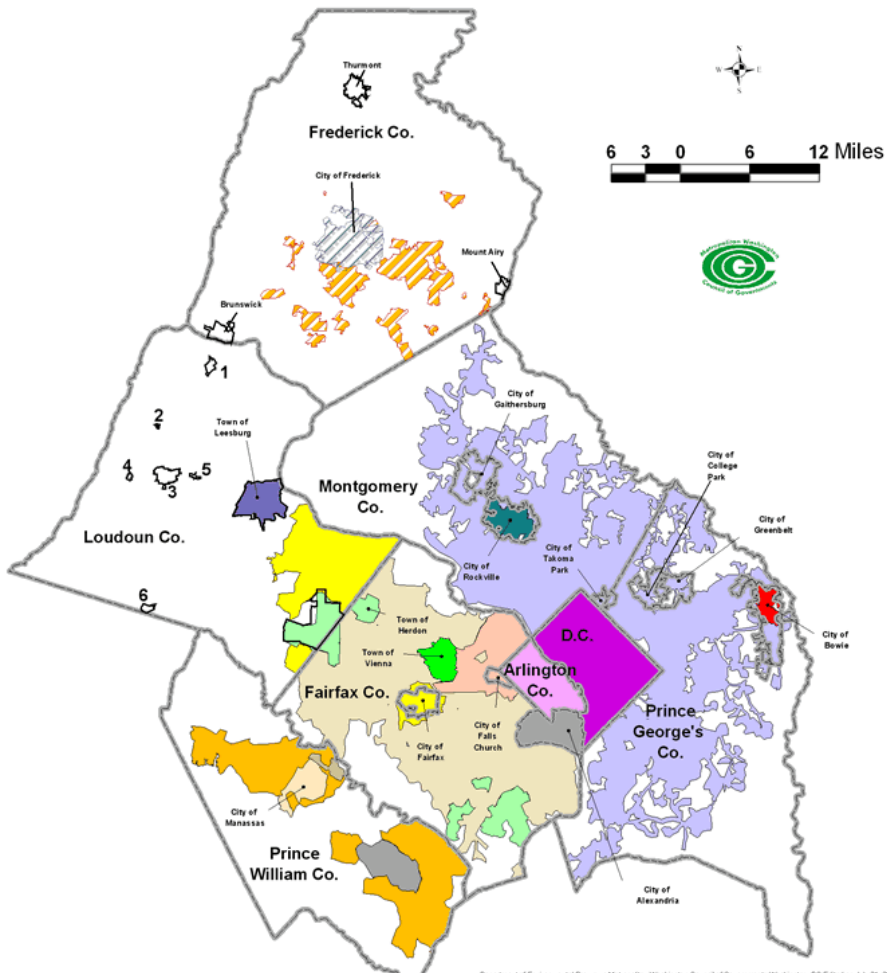 Thurmont
N
W E
S
Frederick Co.
6 3 0 6 12 Miles
City of Frederick
Metropolitan Washington
COG
Council of Governments
Mount Airy
Brunswick
1
2
Town of
Leesburg
City of
Gaithersburg
4
5
3
City of
College
Park
Montgomery
Co.
Loudoun Co.
City of
Greenbelt
City of
Takoma
Park
City of
Rockville
6
Town of
Herdon
D.C.
City of
Bowie
Town of
Vienna
Arlington
Co.
Fairfax Co.
Prince
George's
Co.
City of
Falls
Church
City of
Fairfax
City of
Manassas
Prince
William Co.
City of
Alexandria